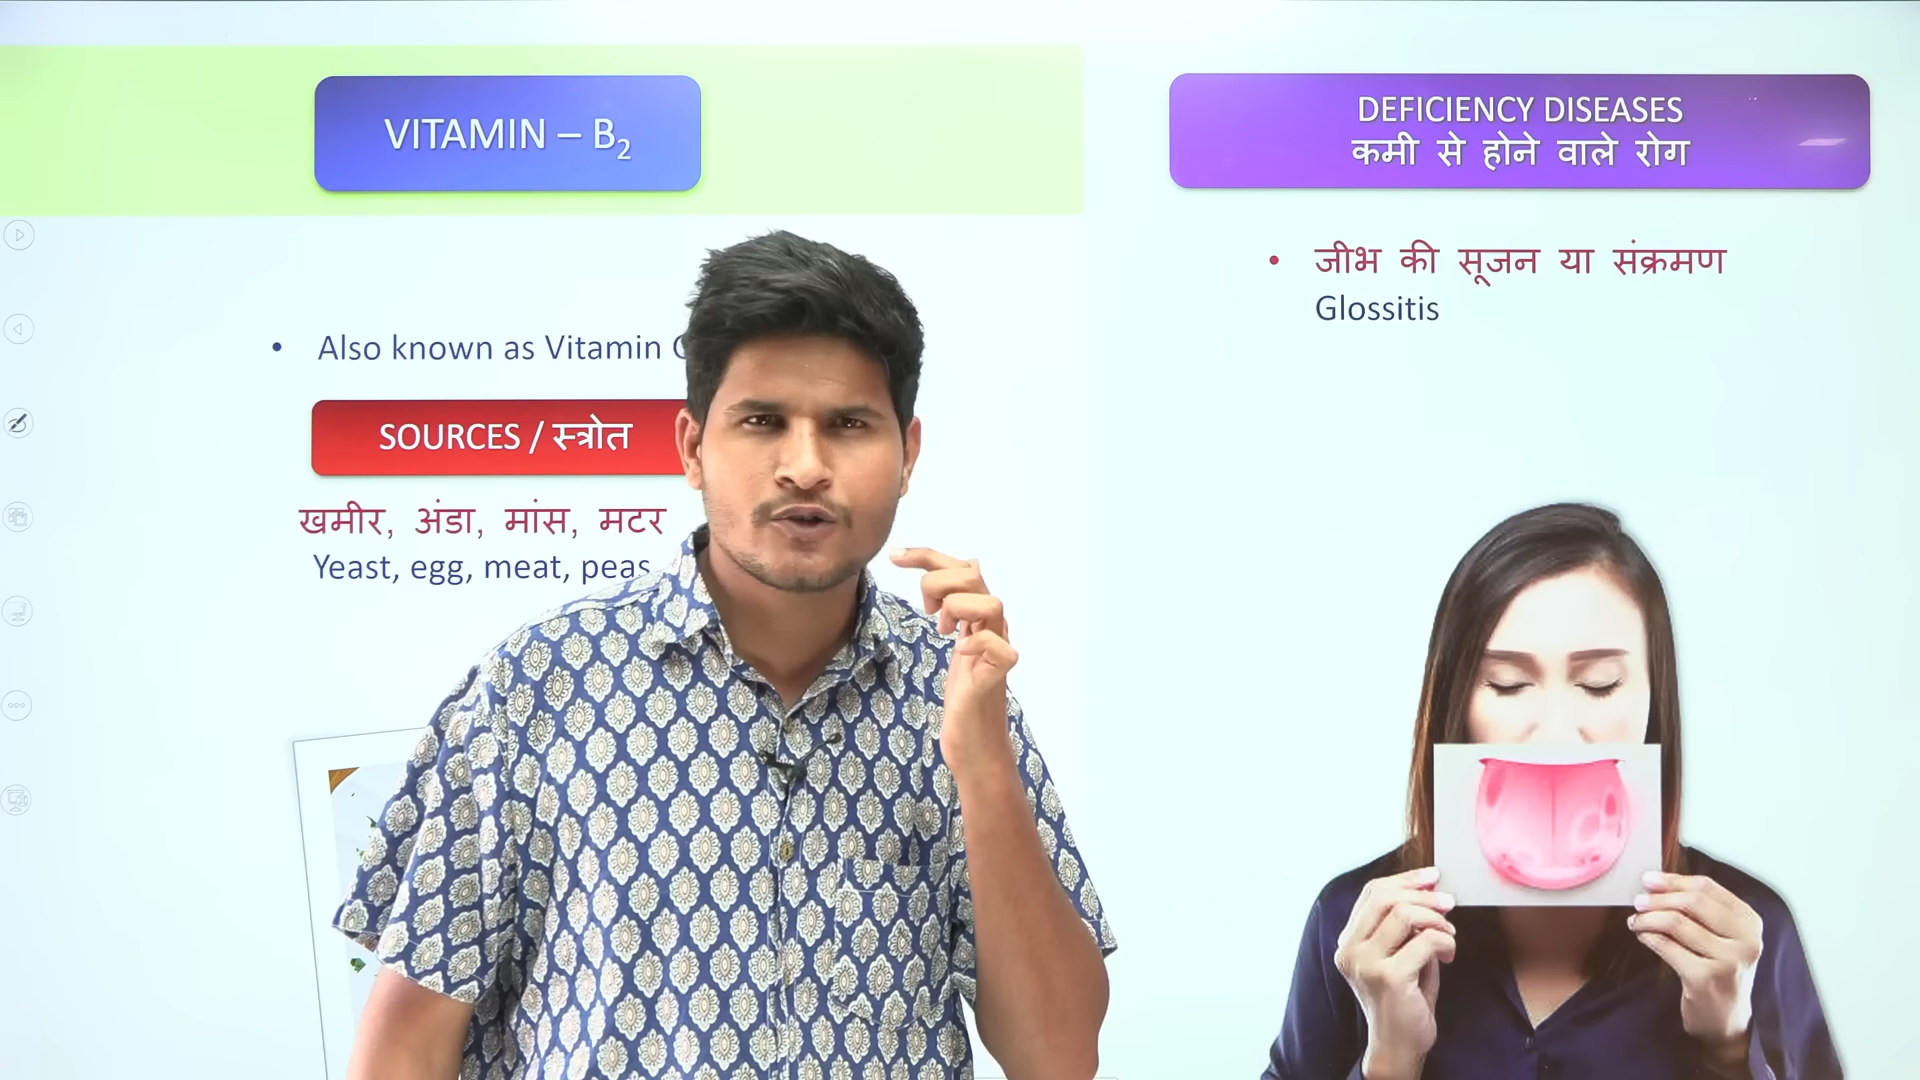 VITAMIN – B₂
Also known as Vitamin
SOURCES / स्त्रोत
खमीर, अंडा, मांस, मटर
Yeast, egg, meat, peas
DEFICIENCY DISEASES
कमी से होने वाले रोग
जीभ की सूजन या संक्रमण
Glossitis